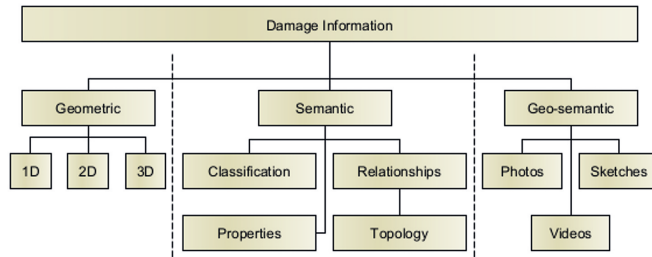 Damage Information
Geometric
Semantic
Geo-semantic
1D
2D
3D
Classification
Relationships
Photos
Sketches
Properties
Topology
Videos